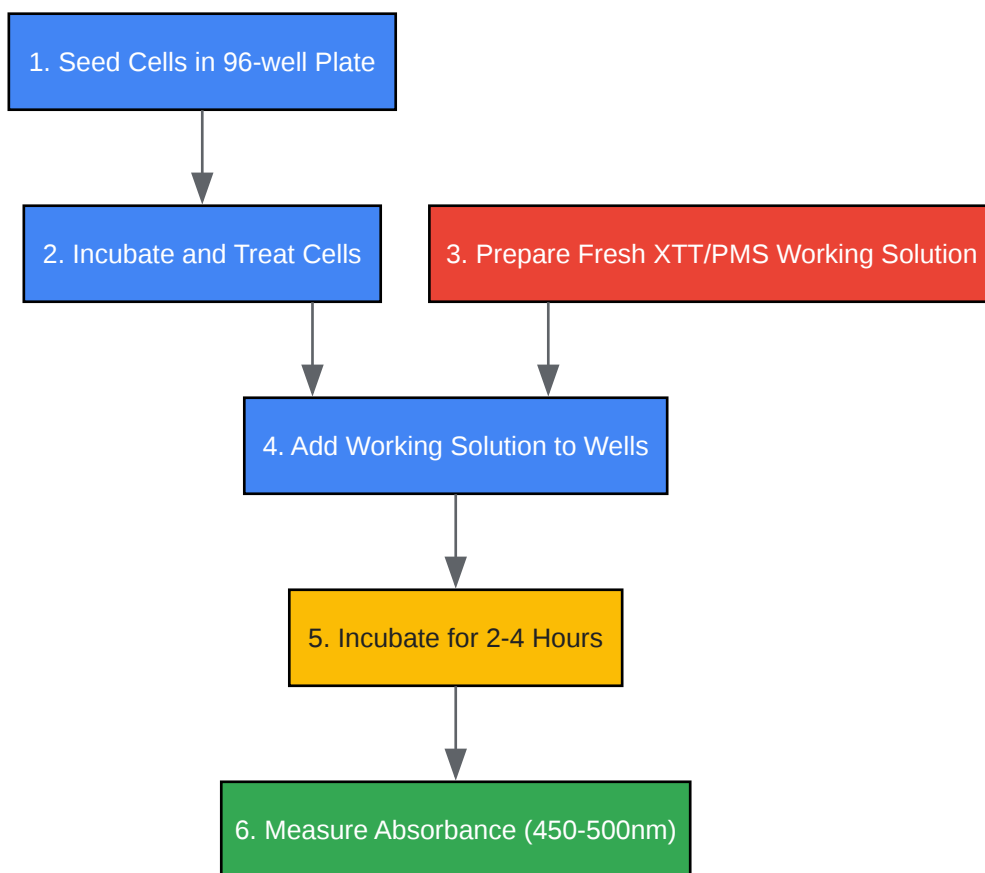 1. Seed Cells in 96-well Plate
2. Incubate and Treat Cells
3. Prepare Fresh XTT/PMS Working Solution
4. Add Working Solution to Wells
5. Incubate for 2-4 Hours
6. Measure Absorbance (450-500nm)